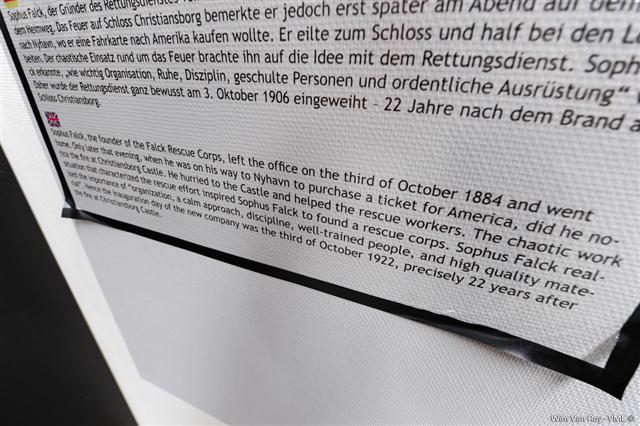 Sophus Falck, der Gründer des Rettungsdienstes
dem Heimweg. Das Feuer auf Schloss Christiansborg bemerkte er jedoch erst später am Abend auf dem
nach Nyhavn, wo er eine Fahrkarte nach Amerika kaufen wollte. Er eilte zum Schloss und half bei den
beiten. Der chaotische Einsatz rund um das Feuer brachte ihn auf die Idee mit dem Rettungsdienst. Soph
erkannte, „wie wichtig Organisation, Ruhe, Disziplin, geschulte Personen und ordentliche Ausrüstung“
Daher wurde der Rettungsdienst ganz bewusst am 3. Oktober 1906 eingeweiht – 22 Jahre nach dem Brand a
Schloss Christiansborg.
Sophus Falck, the founder of the Falck Rescue Corps, left the office on the third of October 1884 and went
home. Only later that evening, when he was on his way to Nyhavn to purchase a ticket for America, did he no-
tice the fire at Christiansborg Castle. He hurried to the Castle and helped the rescue workers. The chaotic work
situation that characterized the rescue effort inspired Sophus Falck to found a rescue corps. Sophus Falck real-
ized the importance of "organization, a calm approach, discipline, well-trained people, and high quality mate-
rial" Hence the inauguration day of the new company was the third of October 1922, precisely 22 years after
the fire at Christiansborg Castle.
Wim Van Roy - VIViD ©